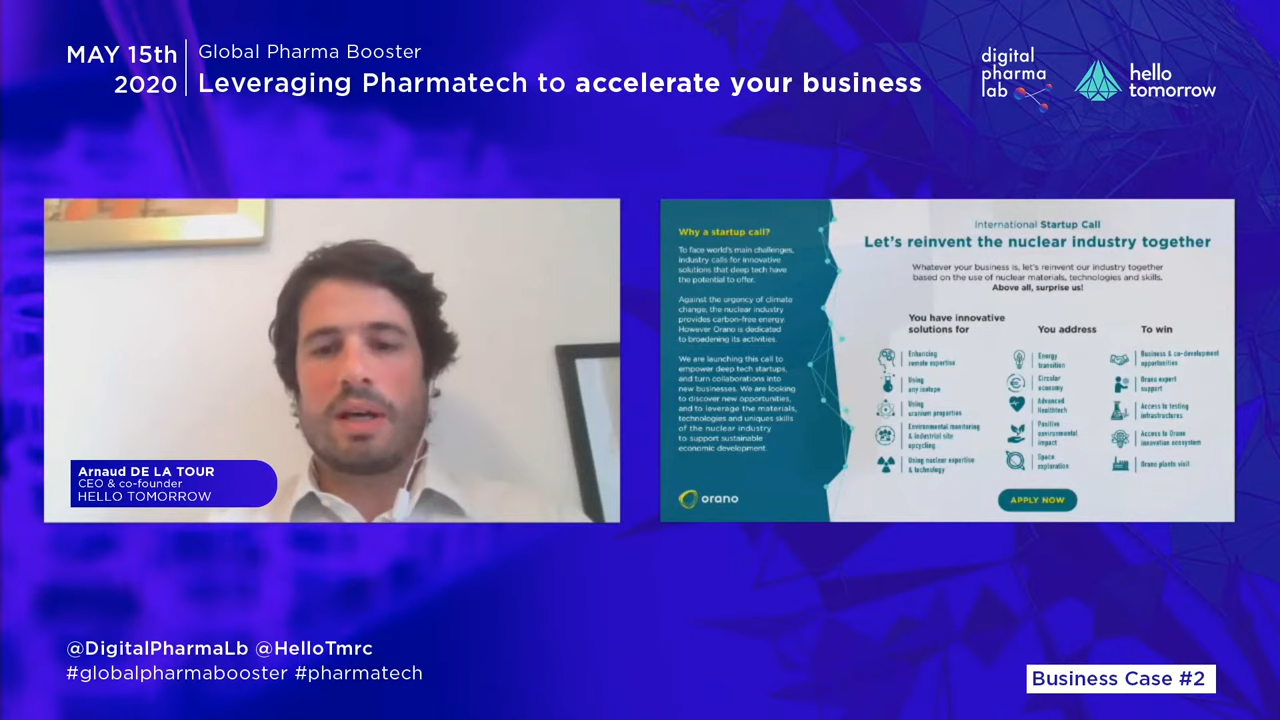 MAY 15th
2020
Global Pharma Booster
Leveraging Pharmatech to accelerate your business
digital
pharma
lab
hello
tomorrow
Arnaud DE LA TOUR
CEO & co-founder
HELLO TOMORROW
Why a startup call?
To face world's main challenges,
industry calls for innovative
solutions that deep tech have
the potential to offer.
Against the urgency of climate
change, the nuclear industry
provides carbon-free energy.
However Orano is dedicated
to broadening its activities.
We are launching this call to
empower deep tech startups,
and turn collaborations into
new businesses. We are looking
to discover new opportunities,
and to leverage the materials,
technologies and uniques skills
of the nuclear industry
to support sustainable
economic development.
orano
International Startup Call
Let's reinvent the nuclear industry together
Whatever your business is, let's reinvent our industry together
based on the use of nuclear materials, technologies and skills.
Above all, surprise us!
You have innovative
solutions for
Enhancing
remote expertise
Using
any isotope
Using
uranium properties
Environmental monitoring
& industrial site
upcycling
Using nuclear expertise
& technology
You address
Energy
transition
Circular
economy
Advanced
Healthtech
Positive
environmental
impact
Space
exploration
To win
Business & co-development
opportunities
Orano expert
support
Access to testing
infrastructures
Access to Orano
innovation ecosystem
Orano plants visit
APPLY NOW
@DigitalPharmaLb @HelloTmrc
#globalpharmabooster #pharmatech
Business Case #2